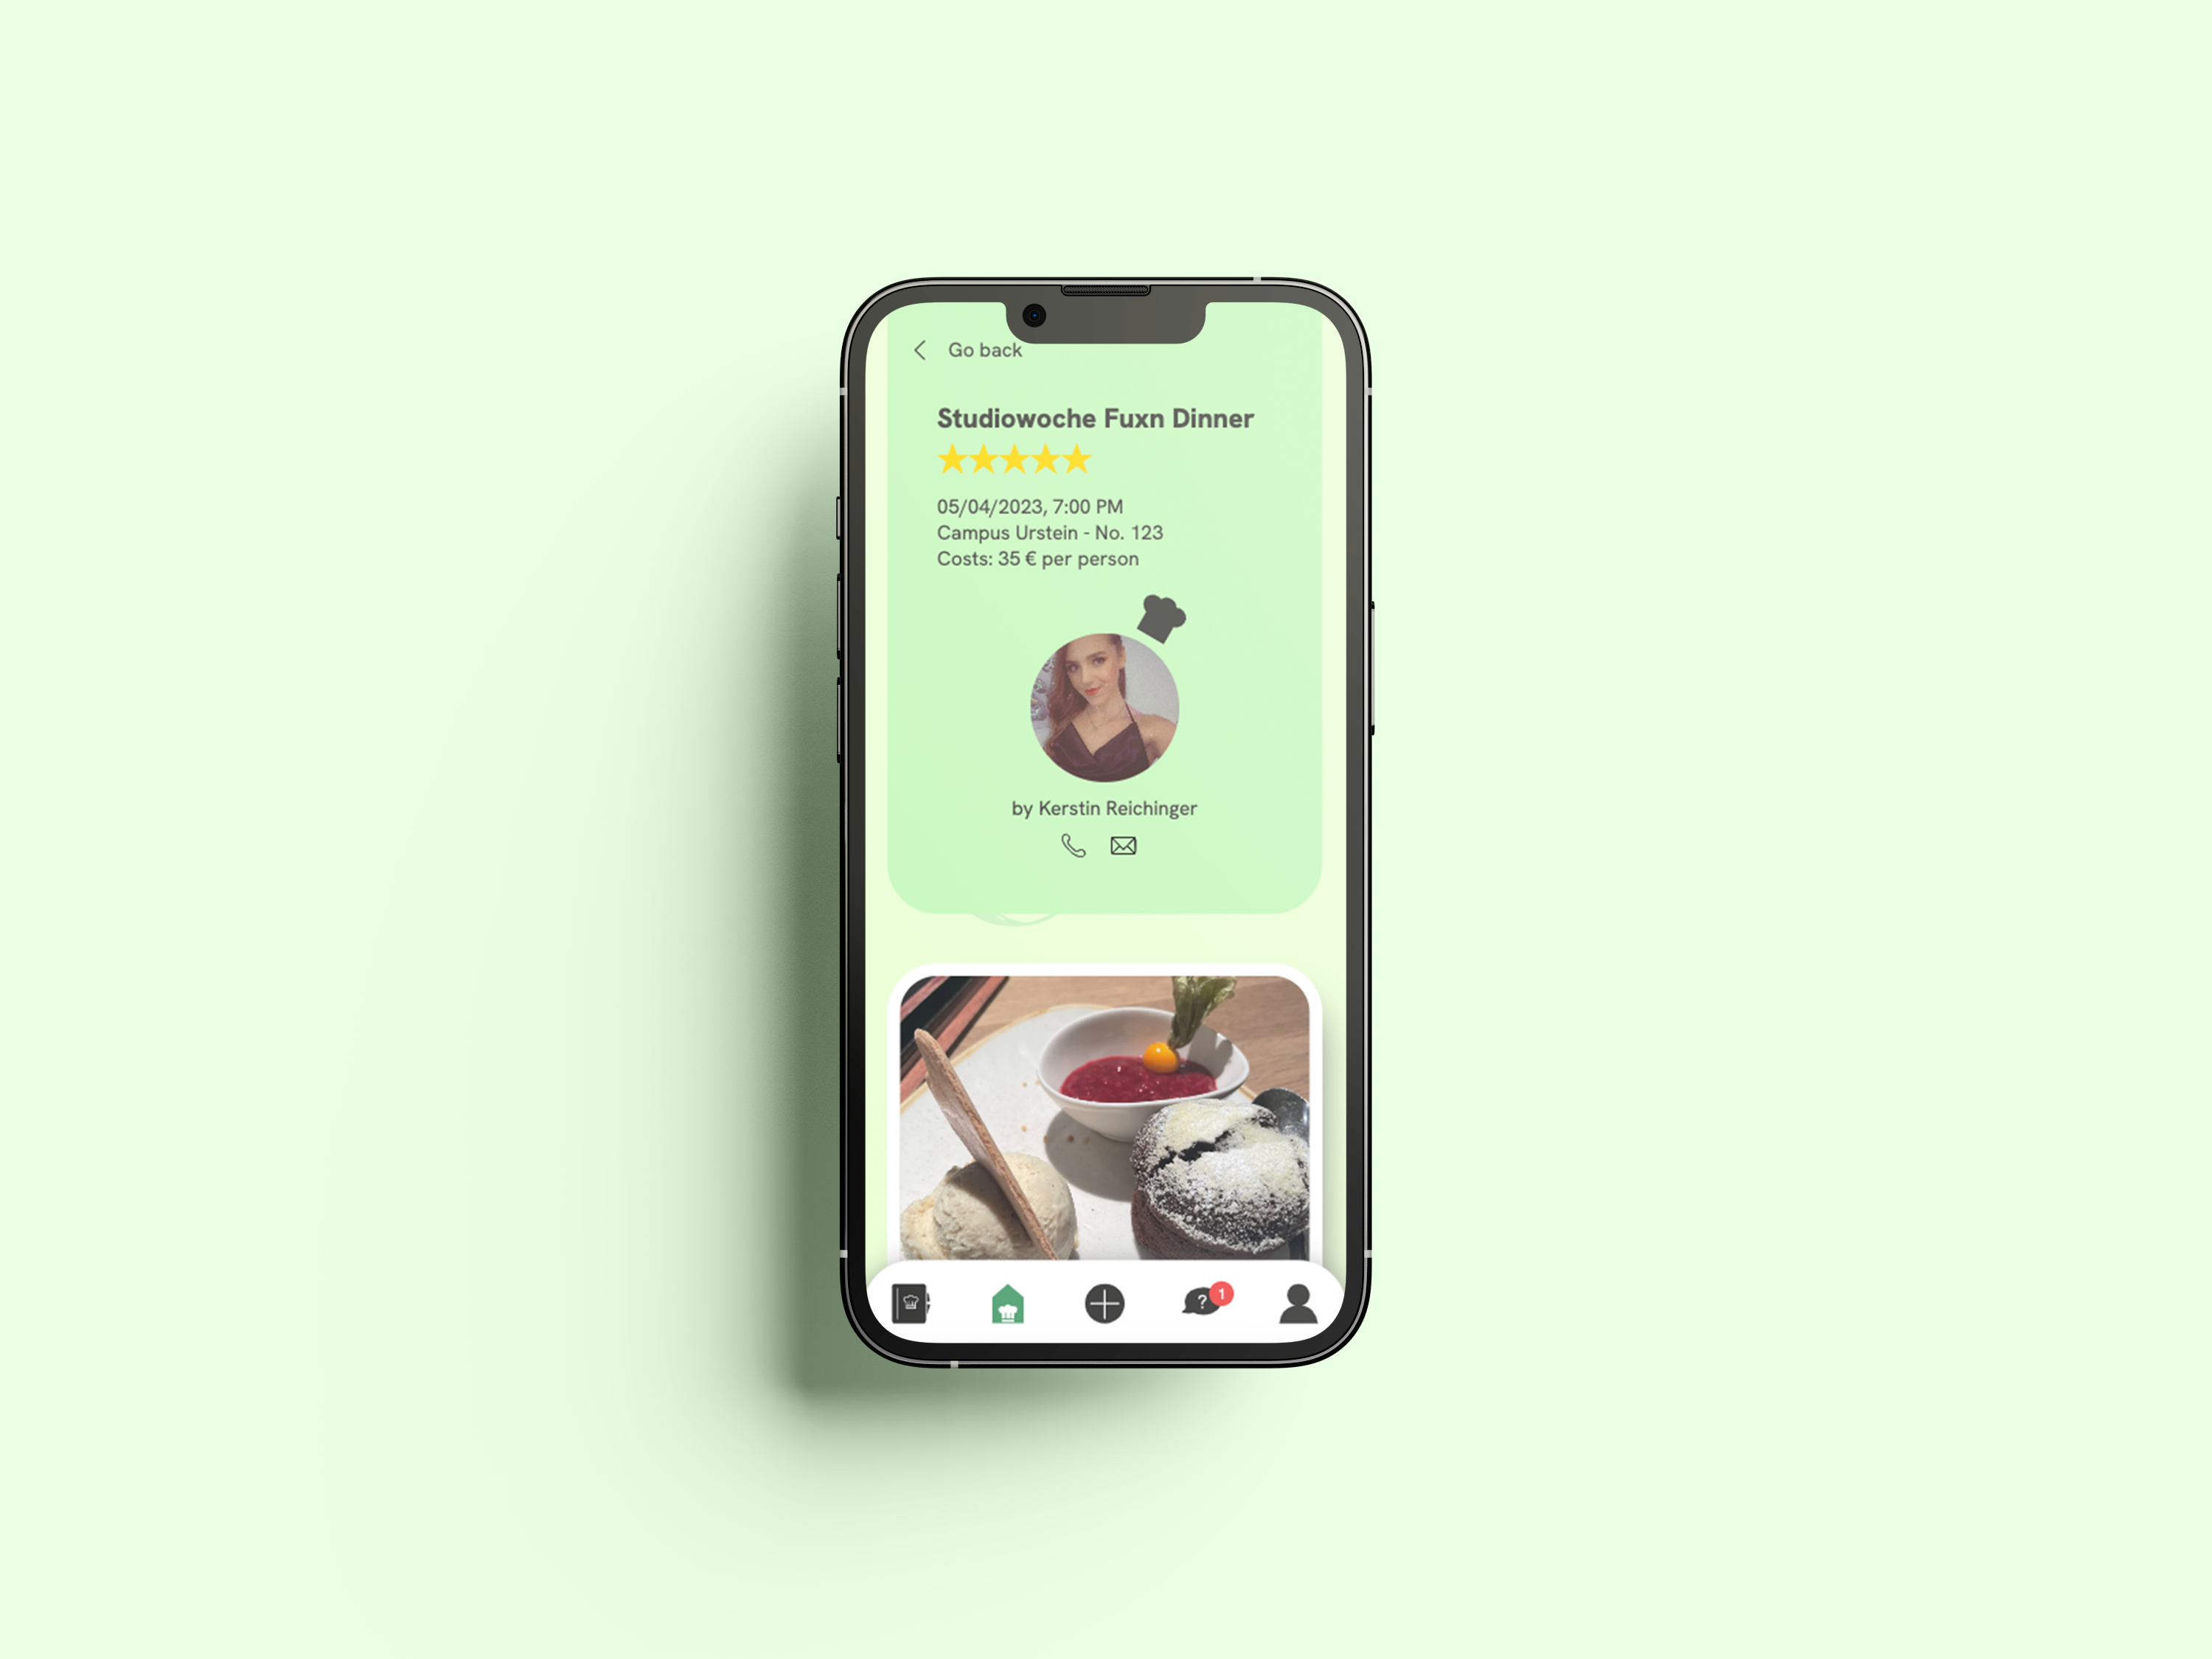 Go back
Studiowoche Fuxn Dinner
05/04/2023, 7:00 PM
Campus Urstein - No. 123
Costs: 35 € per person
by Kerstin Reichinger
?
1